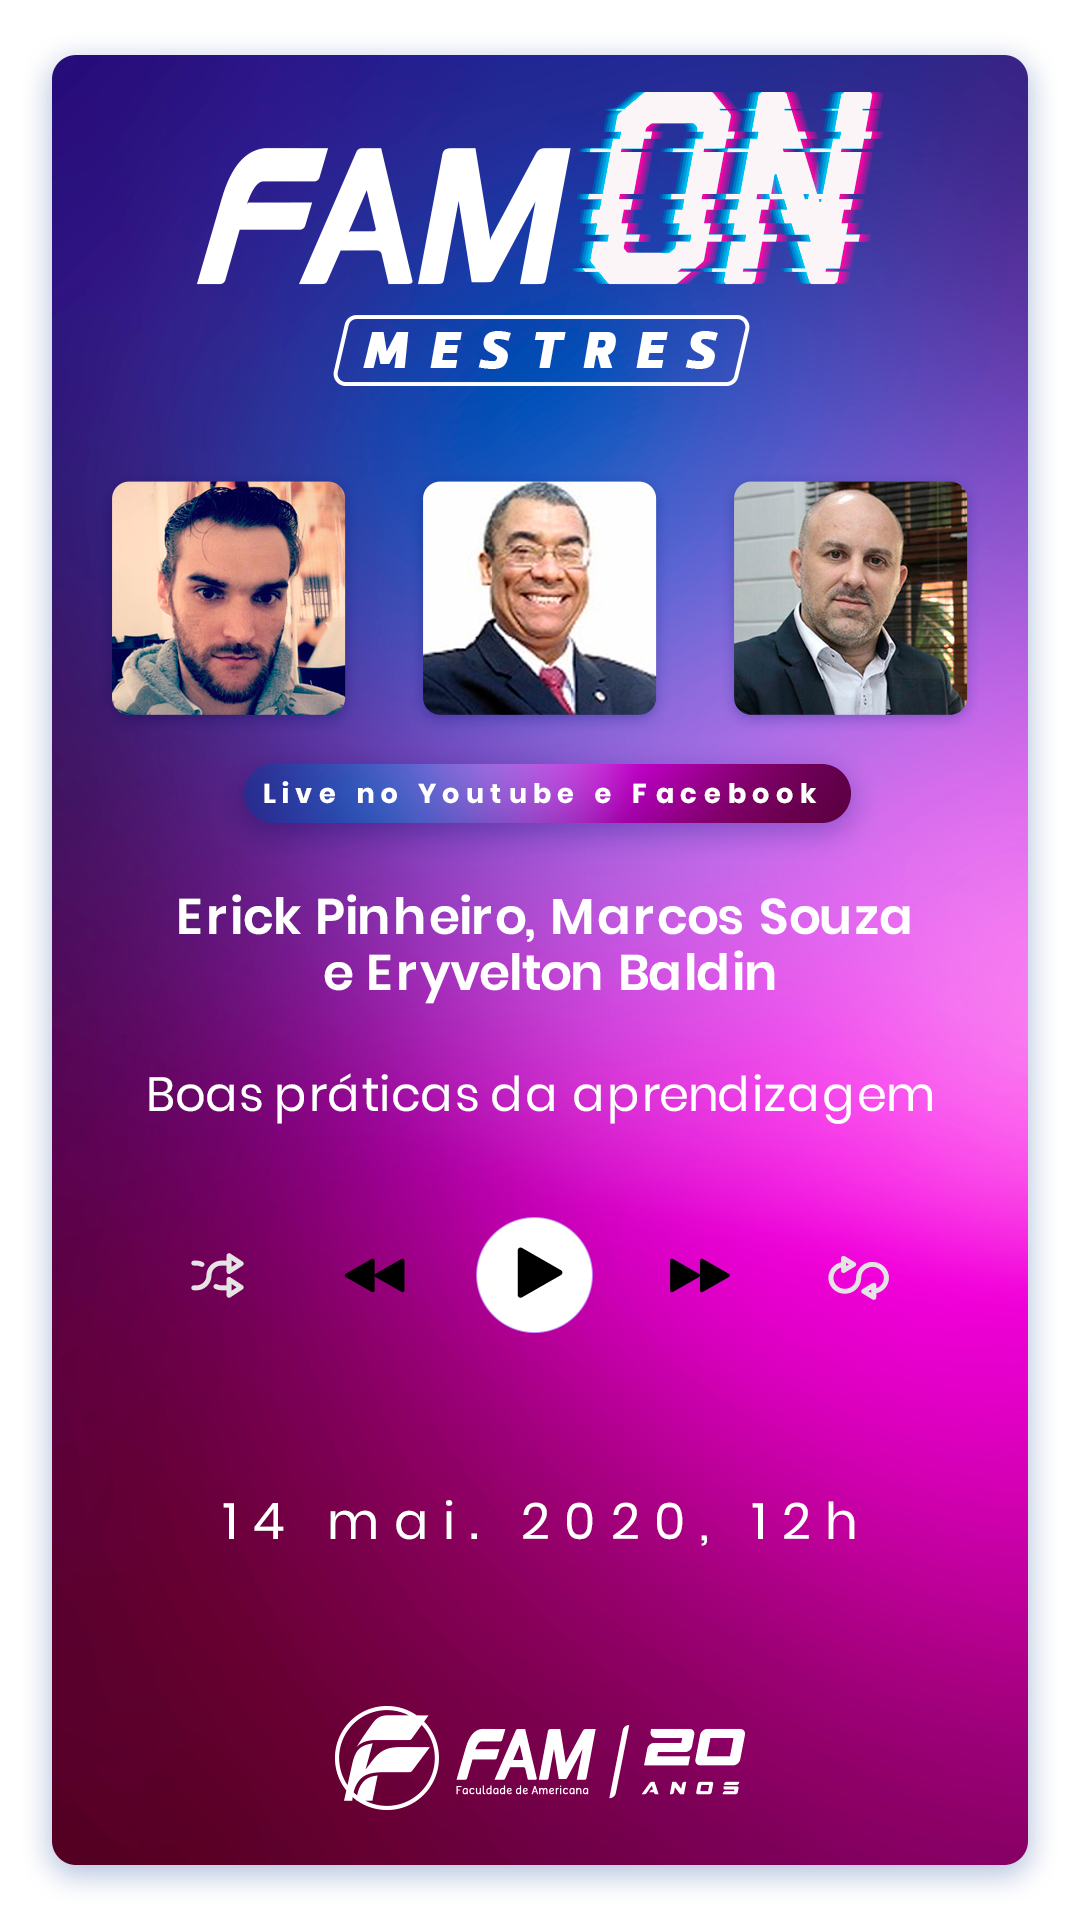 FAM ON
MESTRES
Live no Youtube e Facebook
Erick Pinheiro, Marcos Souza
e Eryvelton Baldin
Boas práticas da aprendizagem
14 mai. 2020, 12h
FAM 20
Faculdade de Americana ANOS